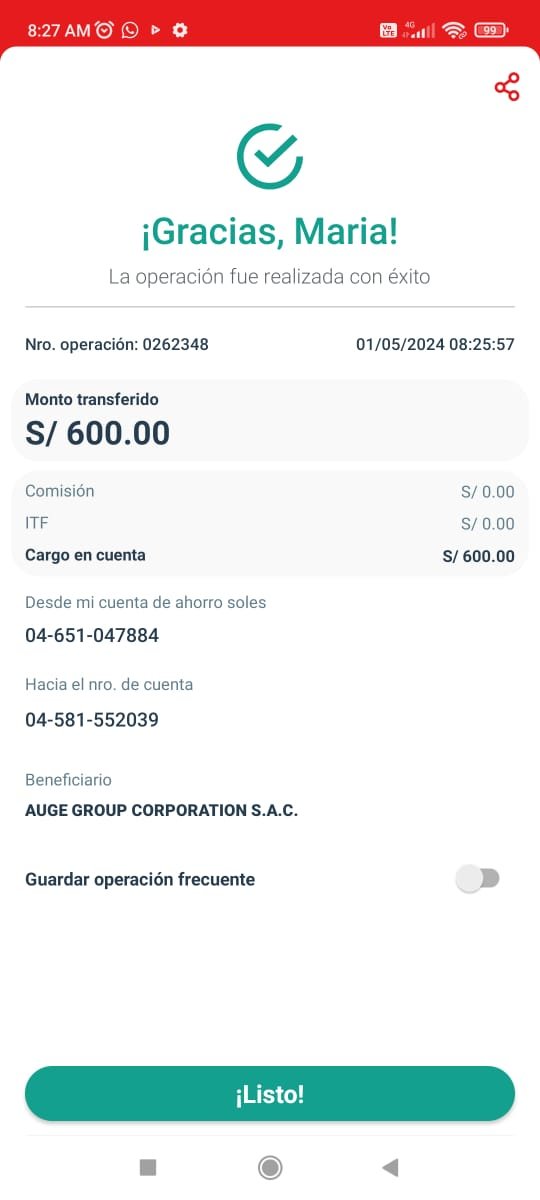 8:27 AM
Vo LTE 4G 99
¡Gracias, Maria!
La operación fue realizada con éxito
Nro. operación: 0262348 01/05/2024 08:25:57
Monto transferido
S/ 600.00
Comisión S/ 0.00
ITF S/ 0.00
Cargo en cuenta S/ 600.00
Desde mi cuenta de ahorro soles
04-651-047884
Hacia el nro. de cuenta
04-581-552039
Beneficiario
AUGE GROUP CORPORATION S.A.C.
Guardar operación frecuente
¡Listo!